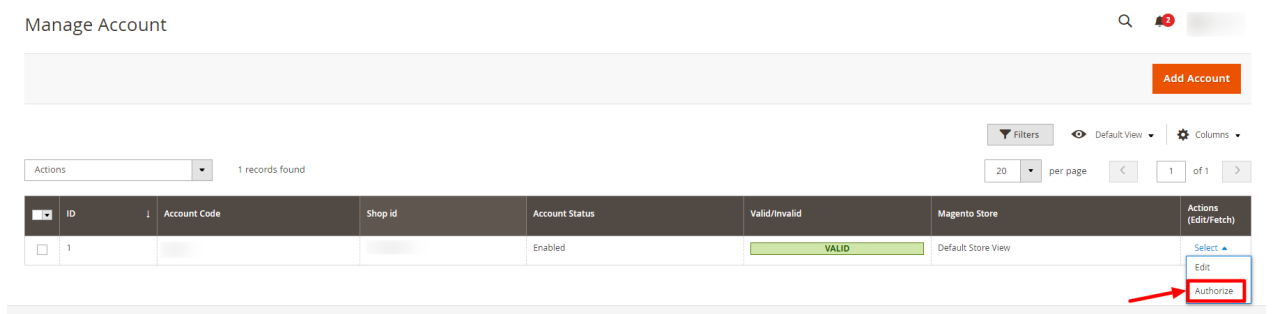 Manage Account
2
Add Account
Filters
Default View
Columns
Actions
1 records found
20
per page
1
of 1
ID
Account Code
Shop id
Account Status
Valid/Invalid
Magento Store
Actions
(Edit/Fetch)
1
Enabled
VALID
Default Store View
Select
Edit
Authorize